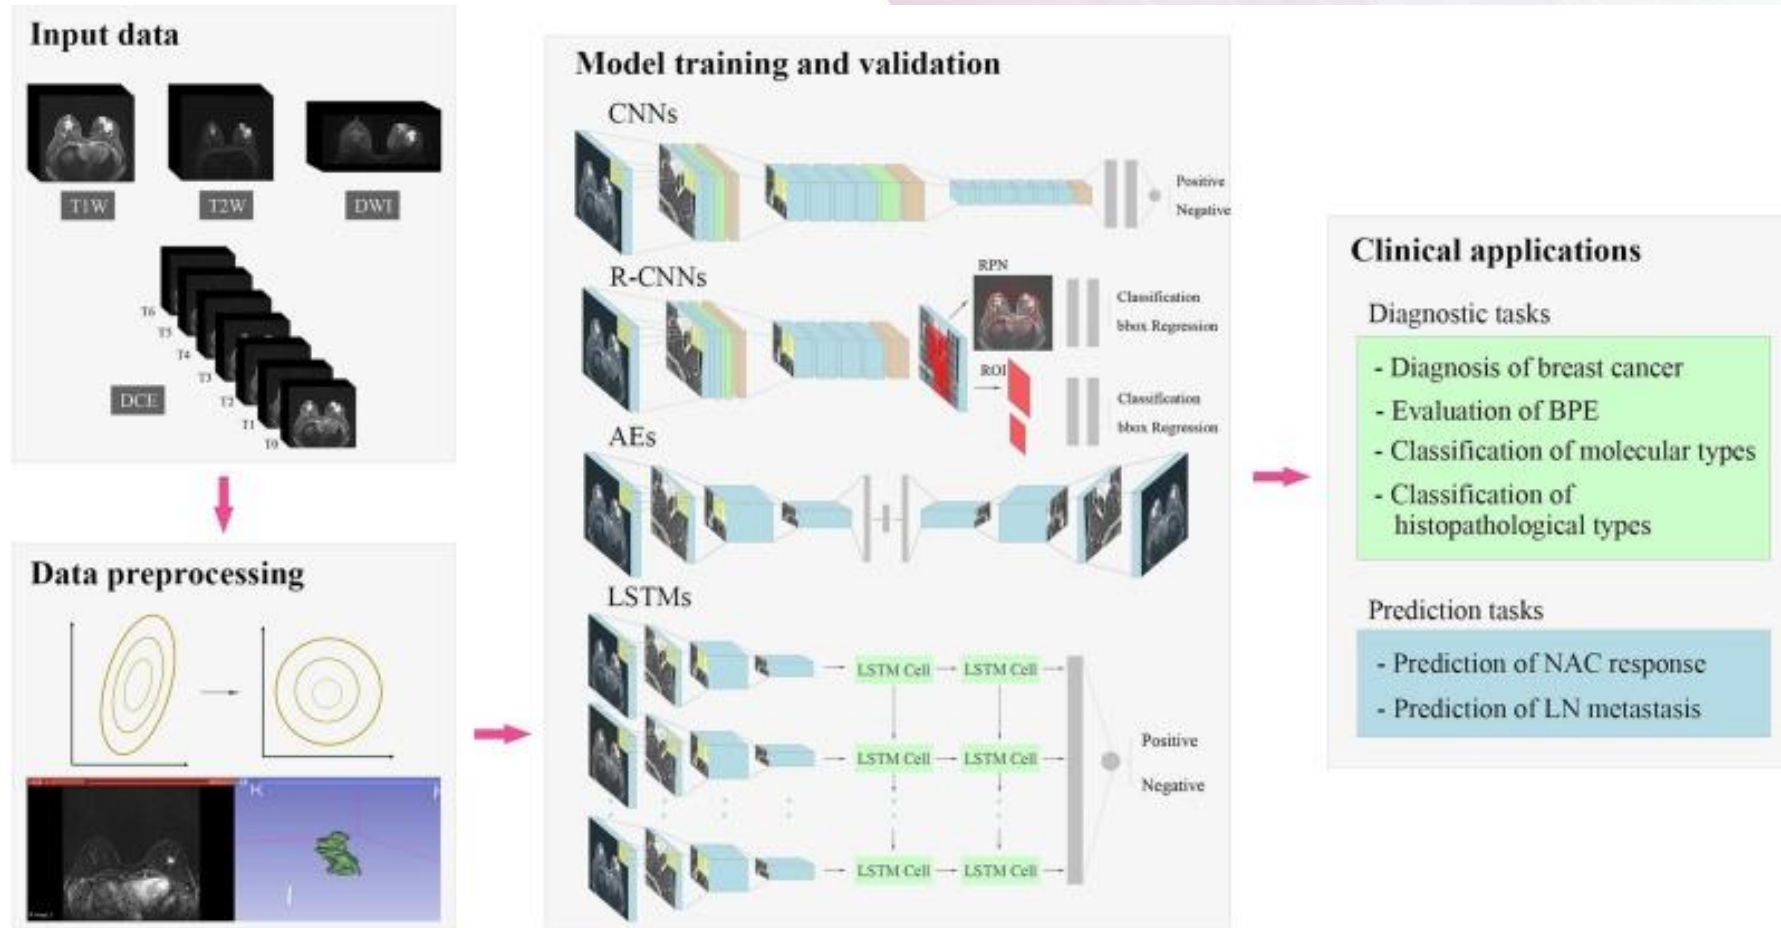 Input data
T1W
T2W
DWI
T6
T5
T4
T3
DCE
T2
T1
T0
Data preprocessing
Model training and validation
CNNs
Positive
Negative
R-CNNs
RPN
Classification
bbox Regression
ROI
Classification
bbox Regression
AEs
LSTMs
LSTM Cell
LSTM Cell
LSTM Cell
LSTM Cell
Positive
Negative
LSTM Cell
LSTM Cell
Clinical applications
Diagnostic tasks
- Diagnosis of breast cancer
- Evaluation of BPE
- Classification of molecular types
- Classification of
histopathological types
Prediction tasks
- Prediction of NAC response
- Prediction of LN metastasis